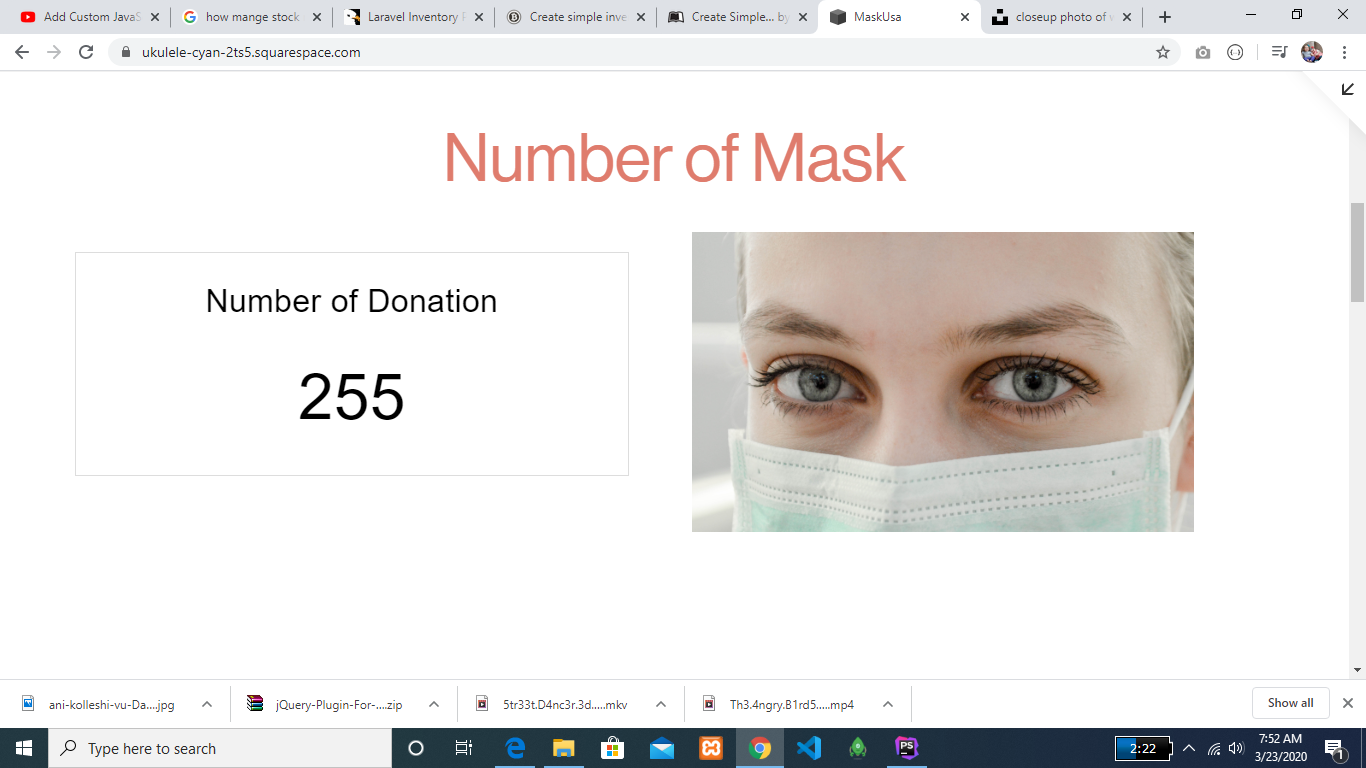 Add Custom JavaS
how mange stock
Laravel Inventory P
Create simple inve
Create Simple... by
MaskUsa
closeup photo of w
ukulele-cyan-2ts5.squarespace.com
Number of Mask
Number of Donation
255
ani-kolleshi-vu-Da....jpg
jQuery-Plugin-For-....zip
5tr33t.D4nc3r.3d.....mkv
Th3.4ngry.B1rd5.....mp4
Show all
Type here to search
2:22
7:52 AM
3/23/2020
1